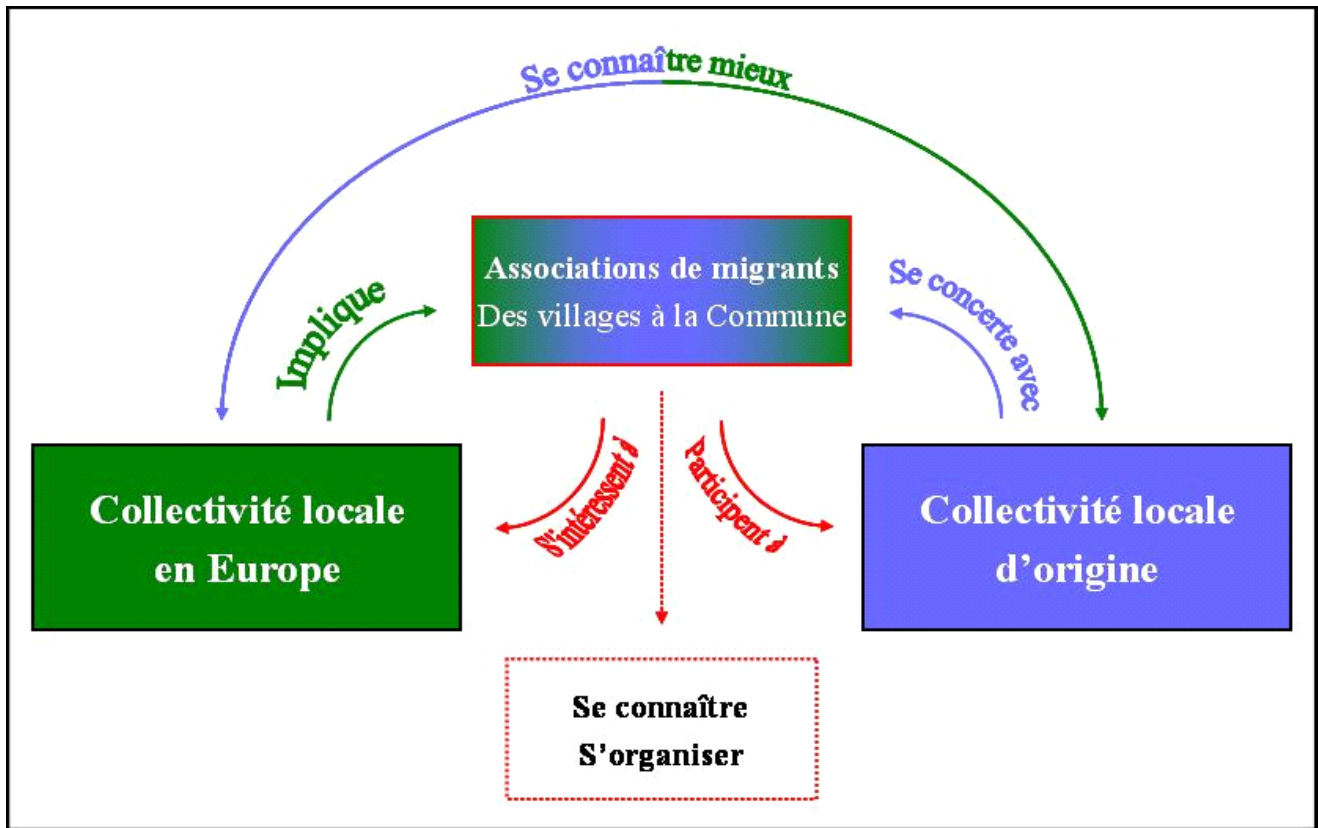 Se connaître mieux
Associations de migrants
Des villages à la Commune
Implique
Se concerte avec
S'intéressent à
Participent à
Collectivité locale
en Europe
Collectivité locale
d’origine
Se connaître
S’organiser